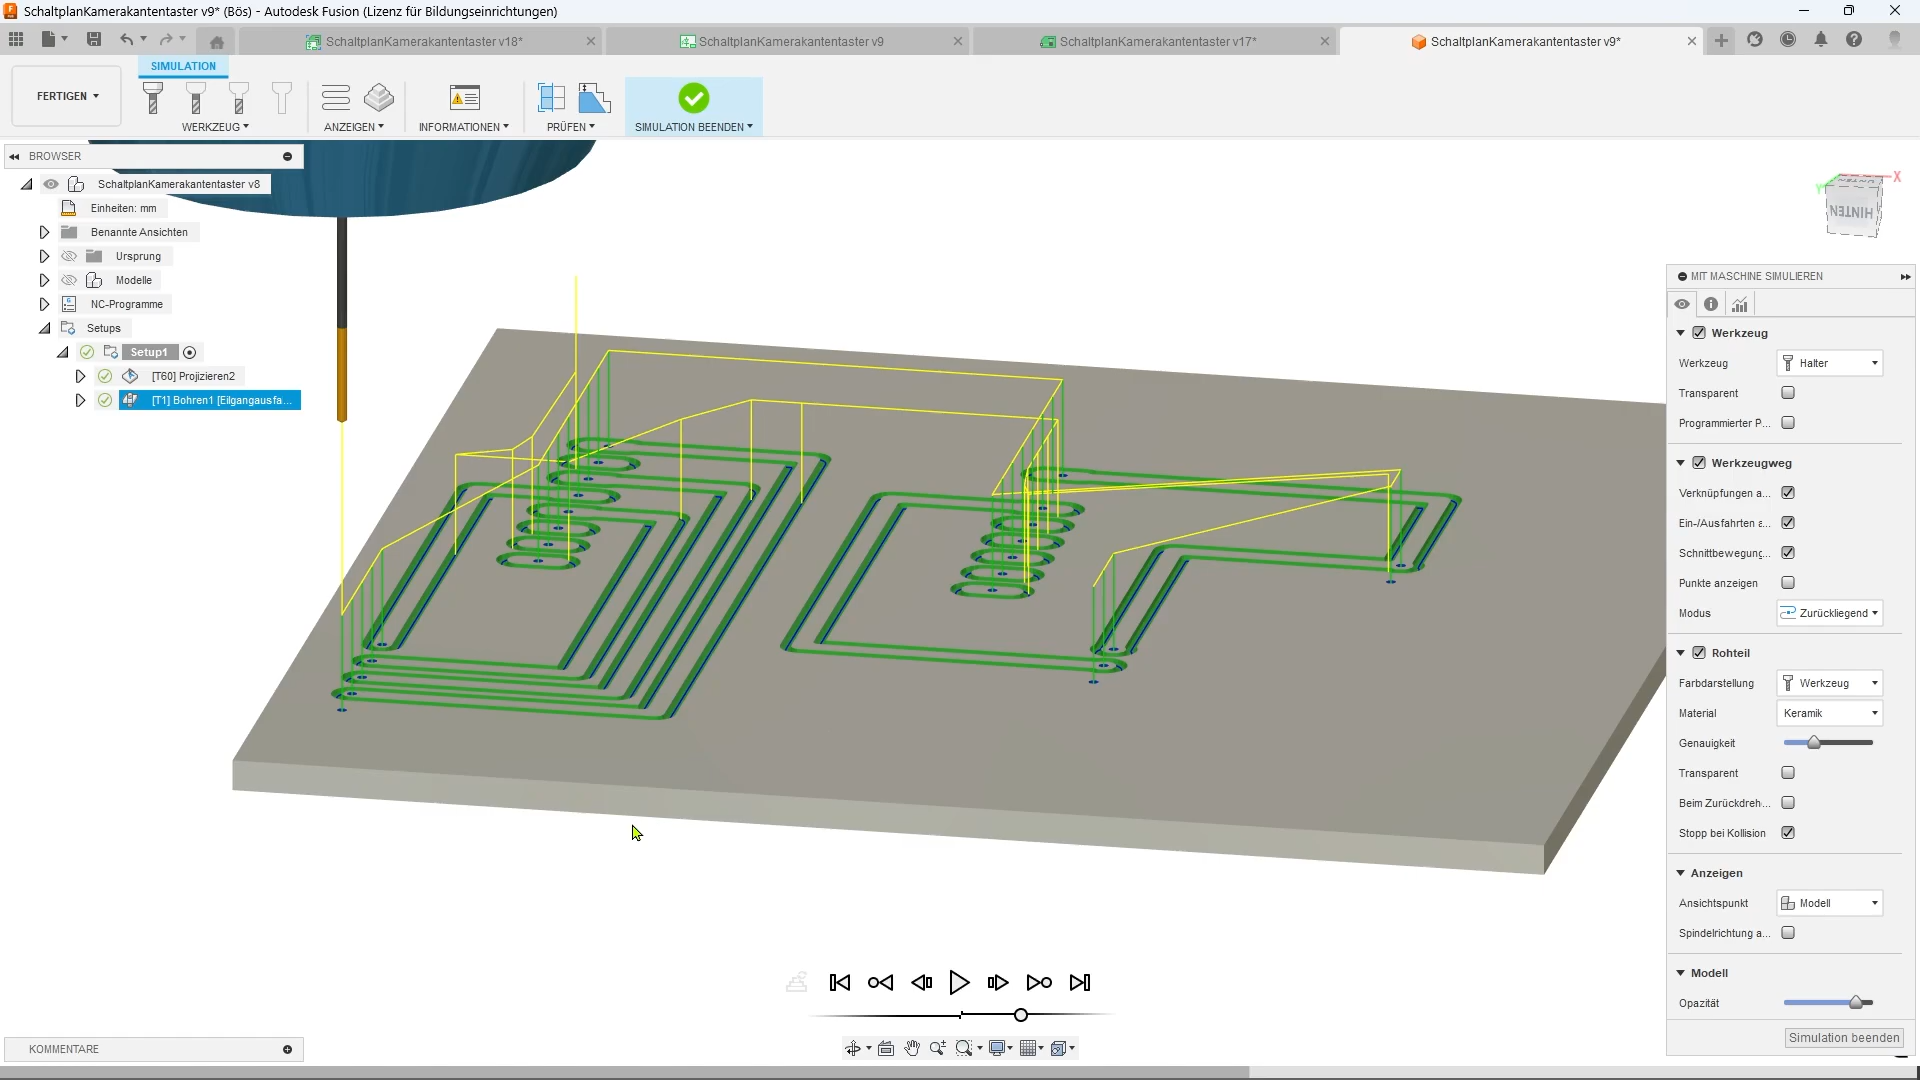 SchaltplanKamerakantentaster v9* (Bös) - Autodesk Fusion (Lizenz für Bildungseinrichtungen)
SchaltplanKamerakantentaster v18*
SchaltplanKamerakantentaster v9
SchaltplanKamerakantentaster v17*
SchaltplanKamerakantentaster v9*
SIMULATION
FERTIGEN
WERKZEUG
ANZEIGEN
INFORMATIONEN
PRÜFEN
SIMULATION BEENDEN
BROWSER
SchaltplanKamerakantentaster v8
Einheiten: mm
Benannte Ansichten
Ursprung
Modelle
NC-Programme
Setups
Setup1
[T60] Projizieren2
[T1] Bohren1 [Eilgangausfa...
X
Y
UNTEN
HINTEN
MIT MASCHINE SIMULIEREN
Werkzeug
Werkzeug Halter
Transparent
Programmierter P...
Werkzeugweg
Verknüpfungen a...
Ein-/Ausfahrten a...
Schnittbewegung...
Punkte anzeigen
Modus Zurückliegend
Rohteil
Farbdarstellung Werkzeug
Material Keramik
Genauigkeit
Transparent
Beim Zurückdreh...
Stopp bei Kollision
Anzeigen
Ansichtspunkt Modell
Spindelrichtung a...
Modell
Opazität
Simulation beenden
KOMMENTARE